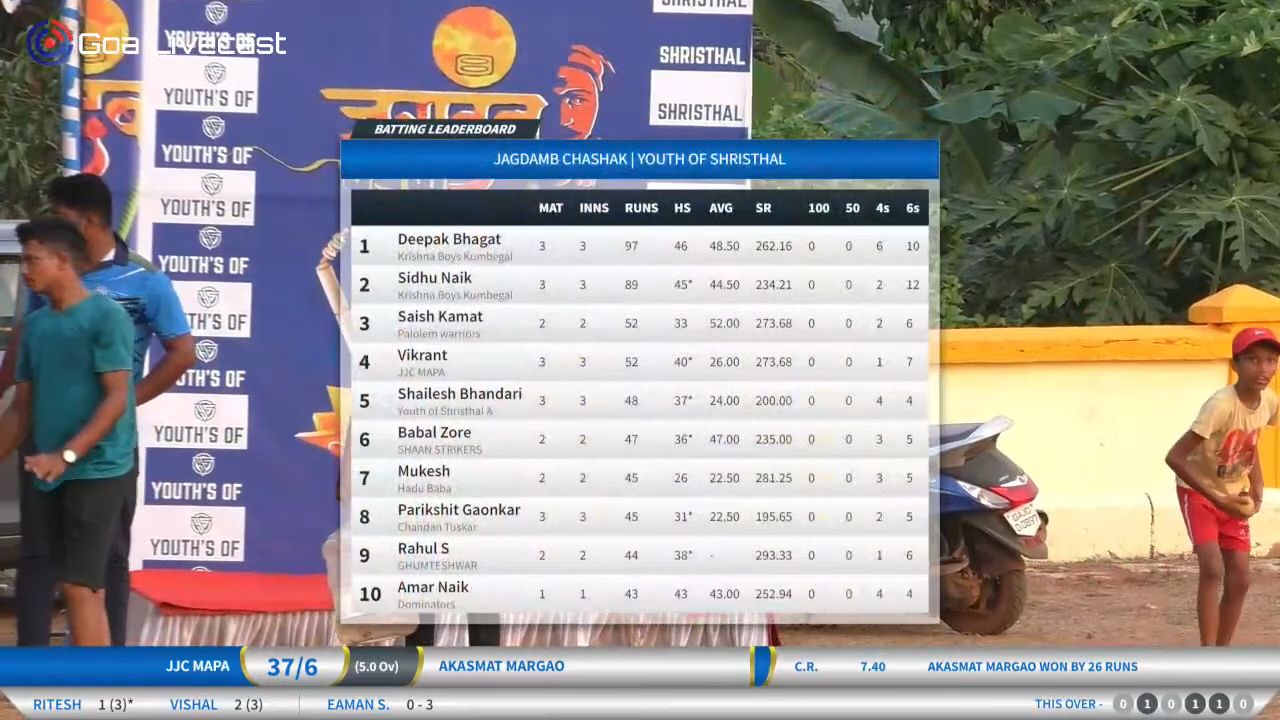 Goa Livecast
YOUTH'S OF
YOUTH'S OF
YOUTH'S OF
YOUTH'S OF
YOUTH'S OF
YOUTH'S OF
YOUTH'S OF
YOUTH'S OF
SHRISTHAL
SHRISTHAL
SHRISTHAL
BATTING LEADERBOARD
JAGDAMB CHASHAK | YOUTH OF SHRISTHAL
MAT INNS RUNS HS AVG SR 100 50 4s 6s
1 Deepak Bhagat 3 3 97 46 48.50 262.16 0 0 6 10
Krishna Boys Kumbegal
2 Sidhu Naik 3 3 89 45* 44.50 234.21 0 0 2 12
Krishna Boys Kumbegal
3 Saish Kamat 2 2 52 33 52.00 273.68 0 0 2 6
Palolem warriors
4 Vikrant 3 3 52 40* 26.00 273.68 0 0 1 7
JJC MAPA
5 Shailesh Bhandari 3 3 48 37* 24.00 200.00 0 0 4 4
Youth of Shristhal A
6 Babal Zore 2 2 47 36* 47.00 235.00 0 0 3 5
SHAAN STRIKERS
7 Mukesh 2 2 45 26 22.50 281.25 0 0 3 5
Hadu Baba
8 Parikshit Gaonkar 3 3 45 31* 22.50 195.65 0 0 2 5
Chandan Tuskar
9 Rahul S 2 2 44 38* - 293.33 0 0 1 6
GHUMTESHWAR
10 Amar Naik 1 1 43 43 43.00 252.94 0 0 4 4
Dominators
JJC MAPA 37/6 (5.0 Ov) AKASMAT MARGAO C.R. 7.40 AKASMAT MARGAO WON BY 26 RUNS
RITESH 1 (3)* VISHAL 2 (3) EAMAN S. 0 - 3 THIS OVER - 0 1 0 1 1 0